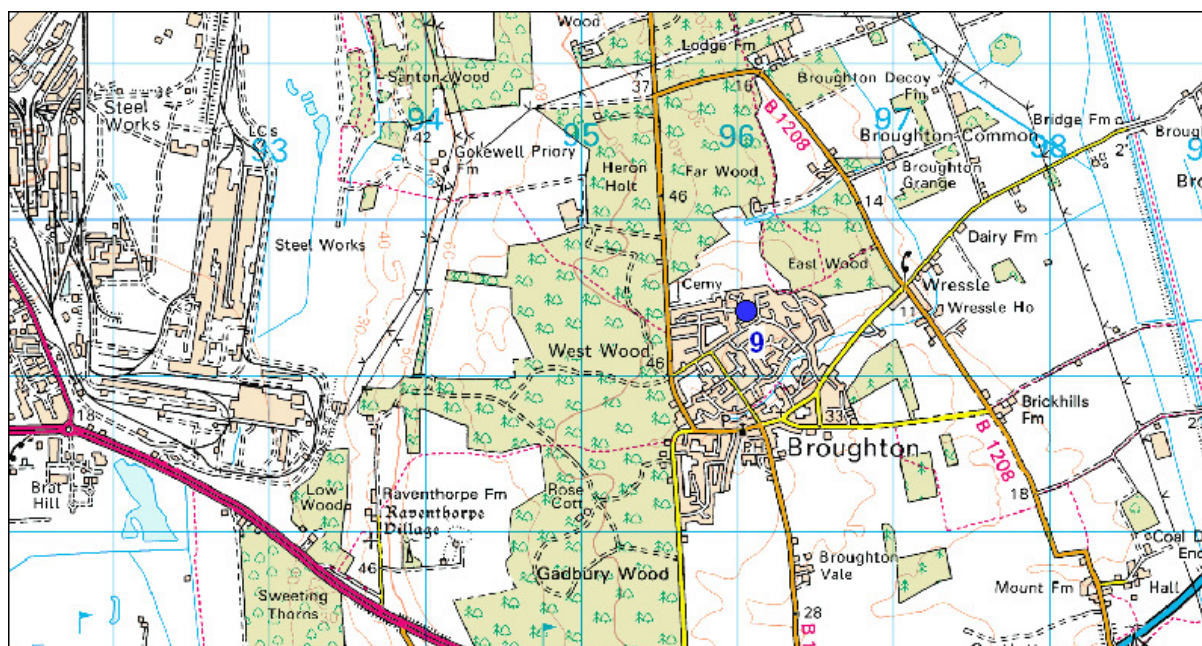 Wood
Lodge Fm
Santon Wood
Steel
Works
37
16
Broughton Decoy
Fm
B 1208
94
95
96
97
98
42
LCs
93
Gokewell Priory
Fm
Bridge Fm
2
Broughton Common
Heron
Holt
Far Wood
Broughton
Grange
46
14
Steel Works
Dairy Fm
East Wood
Wressle
Cemy
Wressle Ho
11
9
West Wood
46
Brickhills
Fm
33
18
PH
Broughton
B 1208
Brat
Hill
Low
Woods
Raventhorpe Fm
Raventhorpe
Village
Rose
Cott
18
46
Gadbury Wood
Broughton
Vale
Mount Fm
Hall
Sweeting
Thorns
28